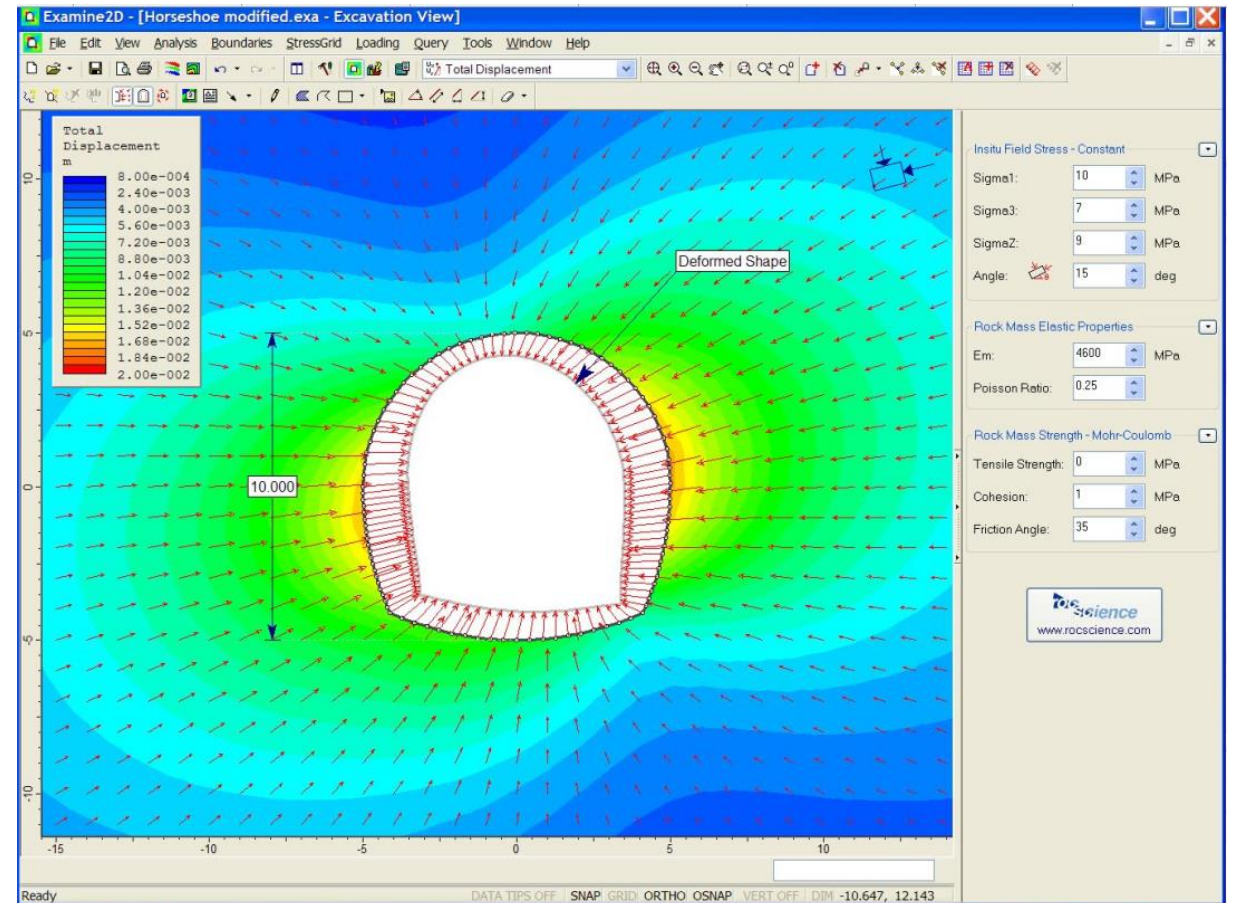 Examine2D - [Horseshoe modified.exa - Excavation View]
File Edit View Analysis Boundaries StressGrid Loading Query Tools Window Help
Total Displacement
Total
Displacement
m
8.00e-004
2.40e-003
4.00e-003
5.60e-003
7.20e-003
8.80e-003
1.04e-002
1.20e-002
1.36e-002
1.52e-002
1.68e-002
1.84e-002
2.00e-002
Deformed Shape
10.000
10
5
0
-5
-10
-15 -10 -5 0 5 10
Insitu Field Stress - Constant
Sigma1: 10 MPa
Sigma3: 7 MPa
SigmaZ: 9 MPa
Angle: 15 deg
Rock Mass Elastic Properties
Em: 4600 MPa
Poisson Ratio: 0.25
Rock Mass Strength - Mohr-Coulomb
Tensile Strength: 0 MPa
Cohesion: 1 MPa
Friction Angle: 35 deg
rocscience
www.rocscience.com
Ready DATA TIPS OFF SNAP GRID ORTHO OSNAP VERT OFF DIM -10.647, 12.143